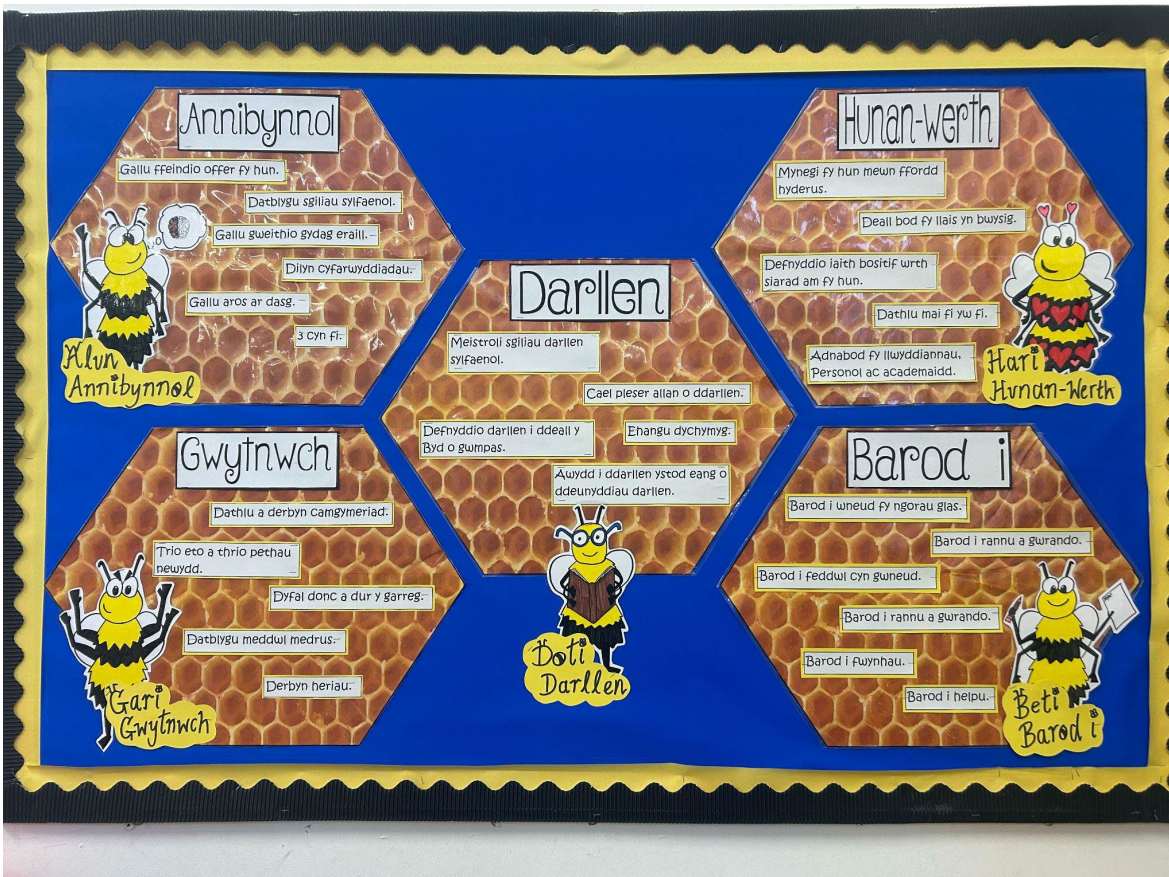 Annibynnol
Gallu ffeindio offer fy hun.
Datblygu sgiliau sylfaenol.
Gallu gweithio gydag eraill.
Dilyn cyfarwyddiadau.
Gallu aros ar dasg.
3 cyn fi.
Alun
Annibynnol
Hunan-werth
Mynegi fy hun mewn ffordd
hyderus.
Deall bod fy llais yn bwysig.
Defnyddio iaith bositif wrth
siarad am fy hun.
Dathlu mai fi yw fi.
Adnabod fy llwyddiannau.
Personol ac academaidd.
Hari
Hunan-Werth
Darllen
Meistroli sgiliau darllen
sylfaenol.
Cael pleser allan o ddarllen.
Defnyddio darllen i ddeall y
Byd o gwmpas.
Ehangu dychymyg.
Awydd i ddarllen ystod eang o
ddeunyddiau darllen.
Doti
Darllen
Gwytnwch
Dathlu a derbyn camgymeriad.
Trio eto a thrio pethau
newydd.
Dyfal donc a dur y garreg.
Datblygu meddwl medrus.
Derbyn heriau.
Gari
Gwytnwch
Barod i
Barod i wneud fy ngorau glas.
Barod i rannu a gwrando.
Barod i feddwl cyn gwneud.
Barod i rannu a gwrando.
Barod i fwynhau.
Barod i helpu.
Beti
Barod i